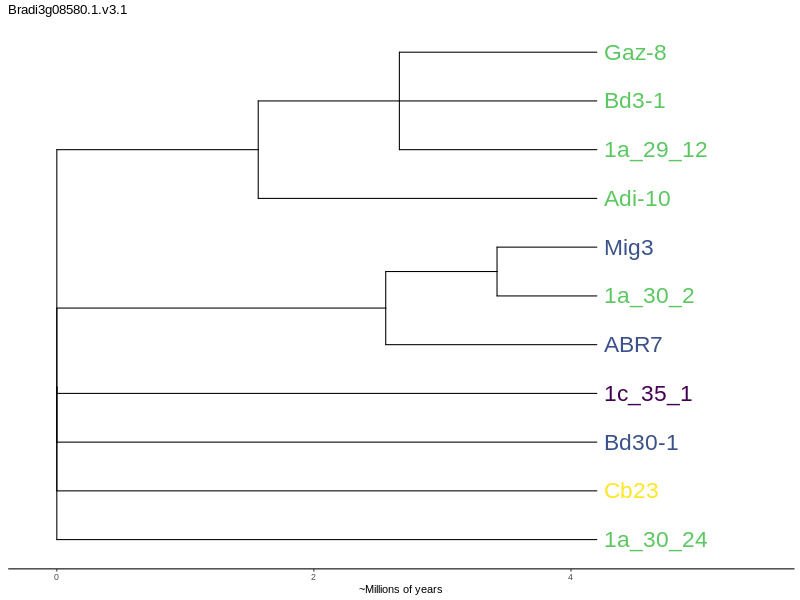 Bradi3g08580.1.v3.1
Gaz-8
Bd3-1
1a_29_12
Adi-10
Mig3
1a_30_2
ABR7
1c_35_1
Bd30-1
Cb23
1a_30_24
0 2 4
~Millions of years